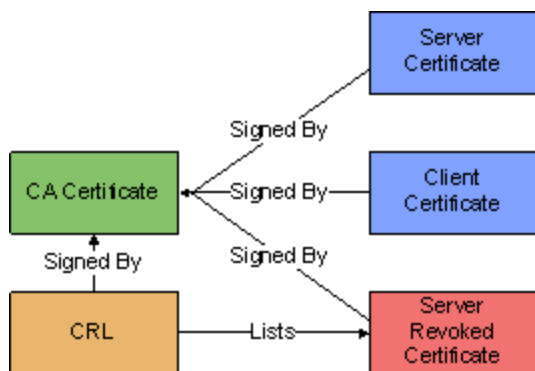 Server
Certificate
Signed By
CA Certificate
Signed By
Client
Certificate
Signed By
Signed By
CRL
Lists
Server
Revoked
Certificate